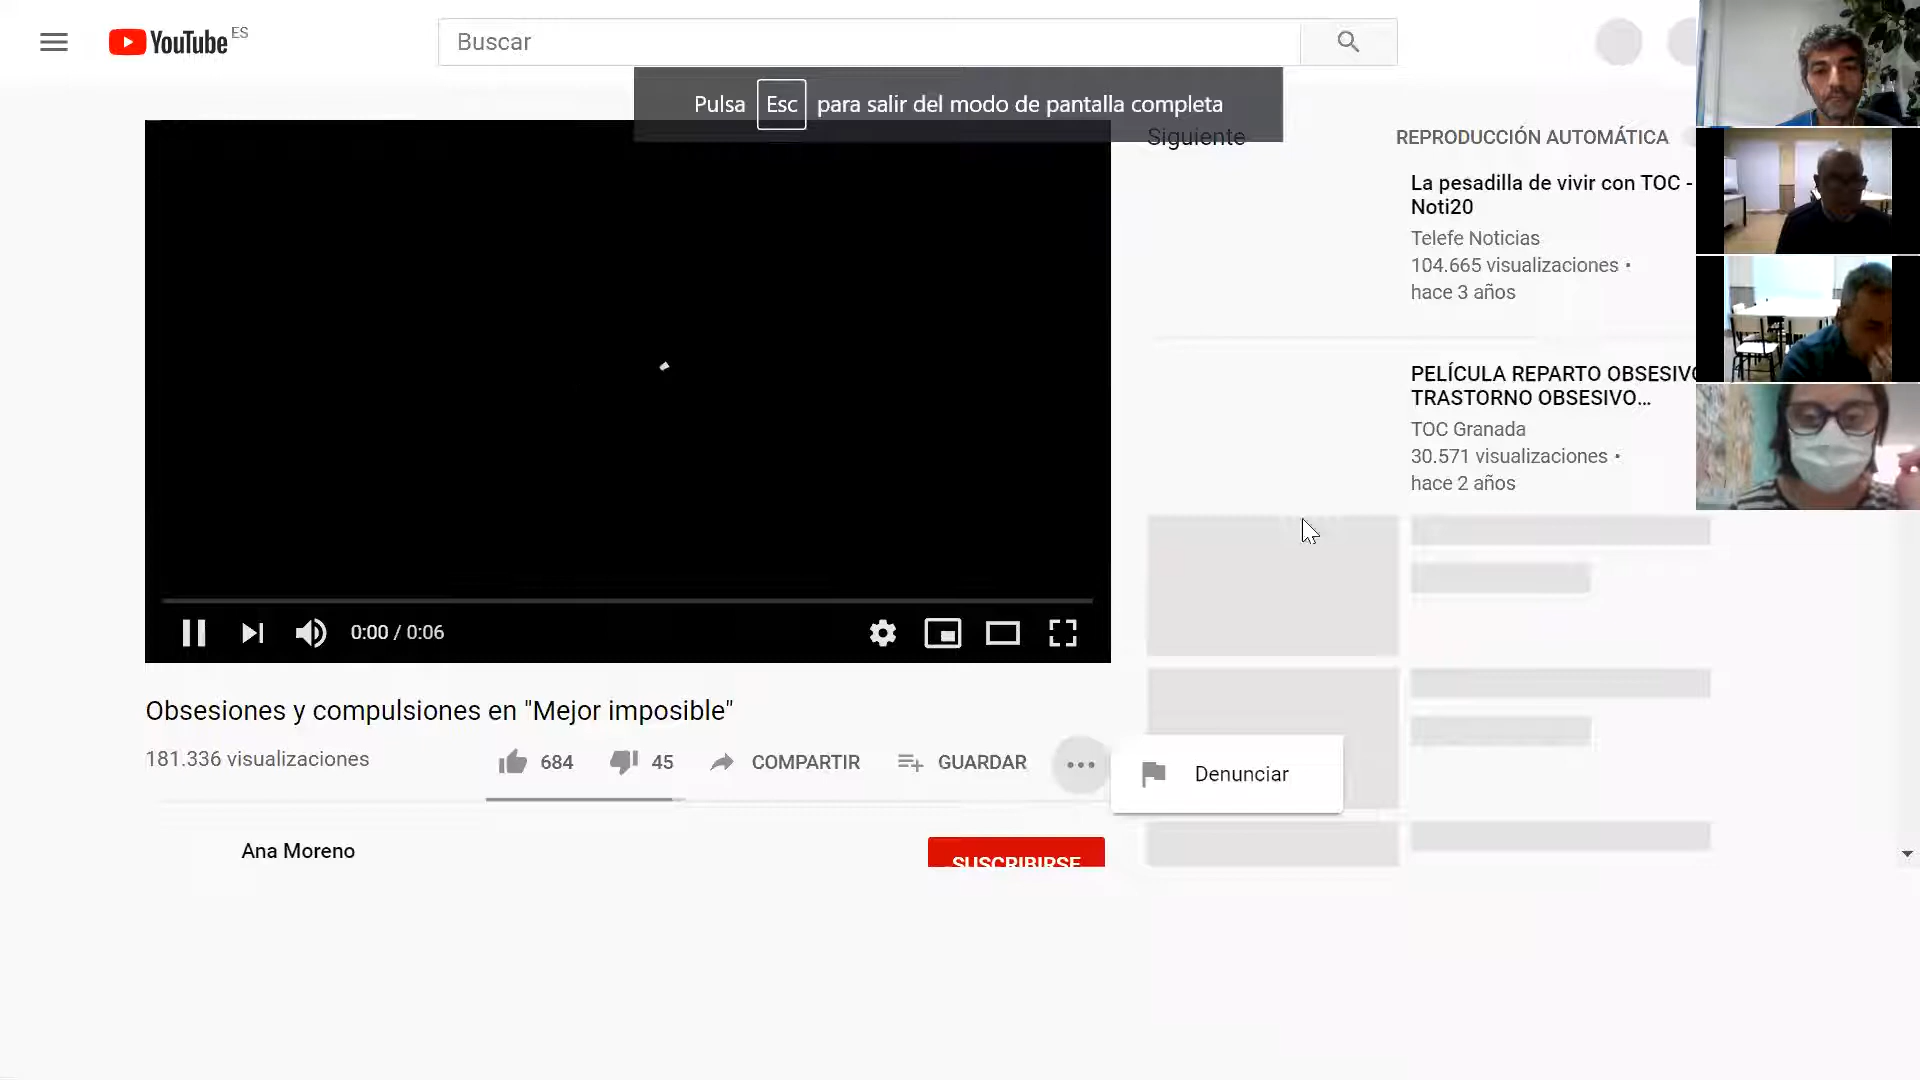 YouTube ES
Buscar
Pulsa Esc para salir del modo de pantalla completa
Siguiente
REPRODUCCIÓN AUTOMÁTICA
La pesadilla de vivir con TOC -
Noti20
Telefe Noticias
104.665 visualizaciones •
hace 3 años
PELÍCULA REPARTO OBSESIVO
TRASTORNO OBSESIVO…
TOC Granada
30.571 visualizaciones •
hace 2 años
0:00 / 0:06
Obsesiones y compulsiones en "Mejor imposible"
181.336 visualizaciones
684
45
COMPARTIR
GUARDAR
Denunciar
Ana Moreno
SUSCRIBIRSE